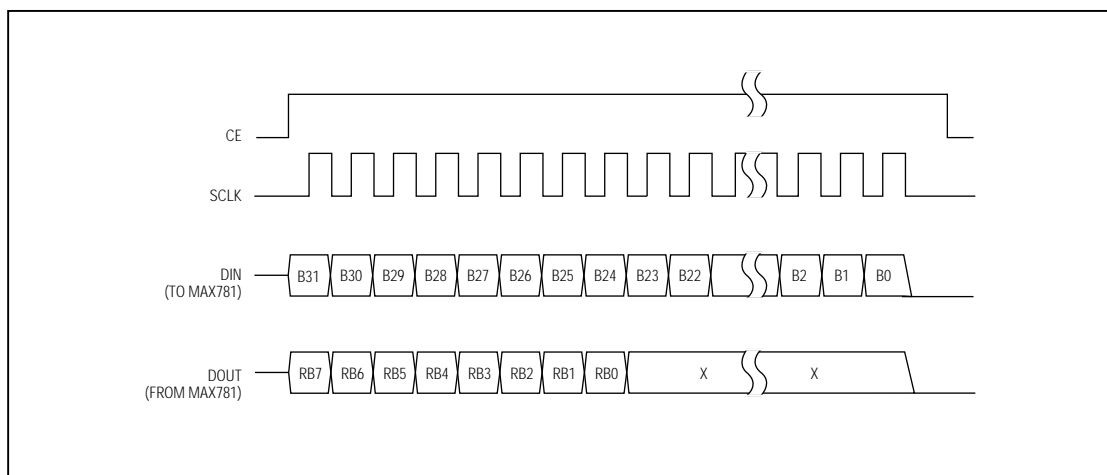 CE
SCLK
DIN
(TO MAX781)
B31 B30 B29 B28 B27 B26 B25 B24 B23 B22 B2 B1 B0
DOUT
(FROM MAX781)
RB7 RB6 RB5 RB4 RB3 RB2 RB1 RB0 X X